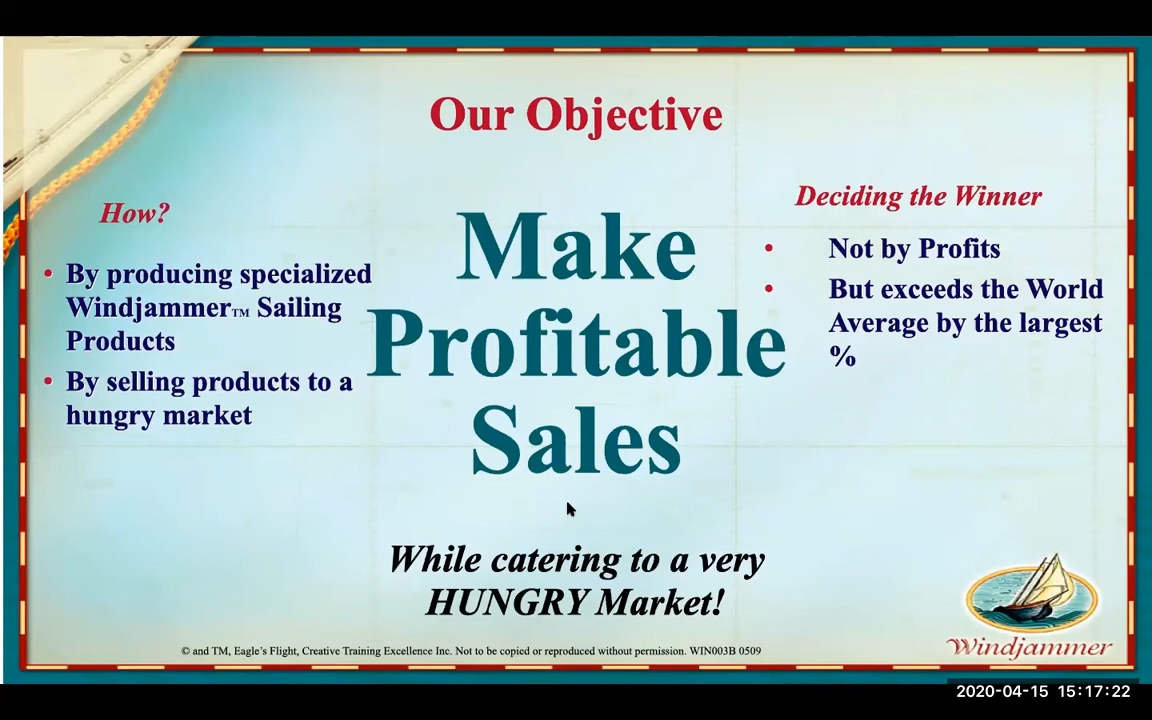 Our Objective
How?
• By producing specialized
Windjammer™ Sailing
Products
• By selling products to a
hungry market
Make
Profitable
Sales
Deciding the Winner
• Not by Profits
• But exceeds the World
Average by the largest
%
While catering to a very
HUNGRY Market!
© and TM, Eagle's Flight, Creative Training Excellence Inc. Not to be copied or reproduced without permission. WIN003B 0509
Windjammer
2020-04-15 15:17:22